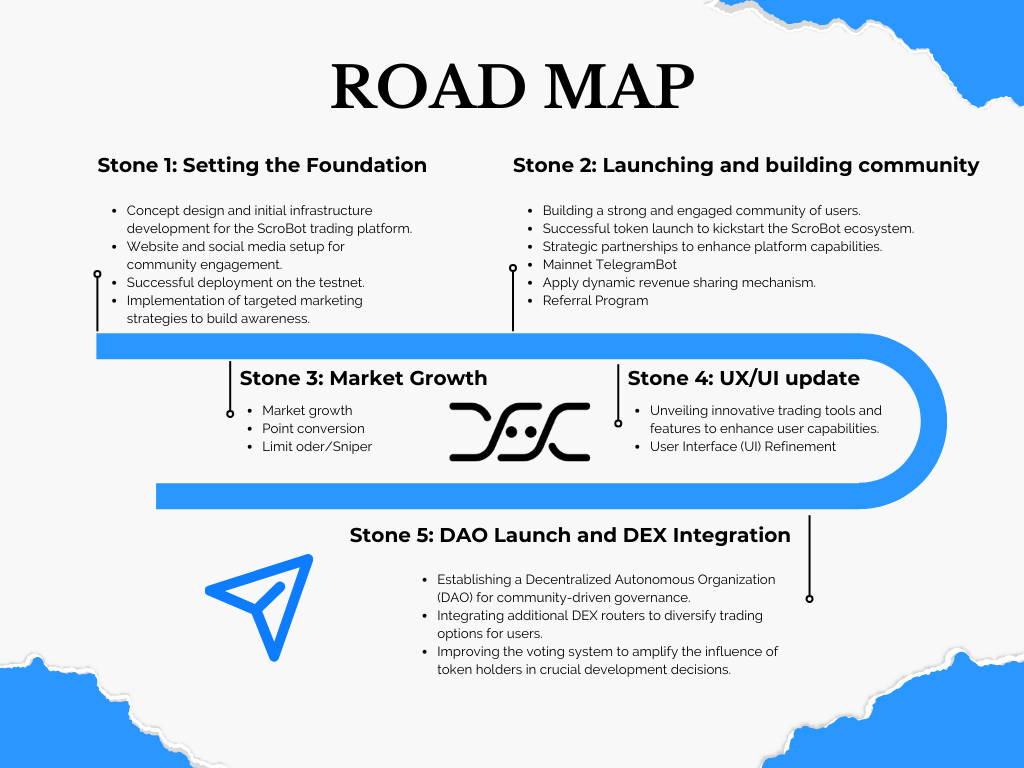 ROAD MAP
Stone 1: Setting the Foundation
• Concept design and initial infrastructure
development for the ScroBot trading platform.
• Website and social media setup for
community engagement.
• Successful deployment on the testnet.
• Implementation of targeted marketing
strategies to build awareness.
Stone 2: Launching and building community
• Building a strong and engaged community of users.
• Successful token launch to kickstart the ScroBot ecosystem.
• Strategic partnerships to enhance platform capabilities.
• Mainnet TelegramBot
• Apply dynamic revenue sharing mechanism.
• Referral Program
Stone 3: Market Growth
• Market growth
• Point conversion
• Limit oder/Sniper
Stone 4: UX/UI update
• Unveiling innovative trading tools and
features to enhance user capabilities.
• User Interface (UI) Refinement
Stone 5: DAO Launch and DEX Integration
• Establishing a Decentralized Autonomous Organization
(DAO) for community-driven governance.
• Integrating additional DEX routers to diversify trading
options for users.
• Improving the voting system to amplify the influence of
token holders in crucial development decisions.